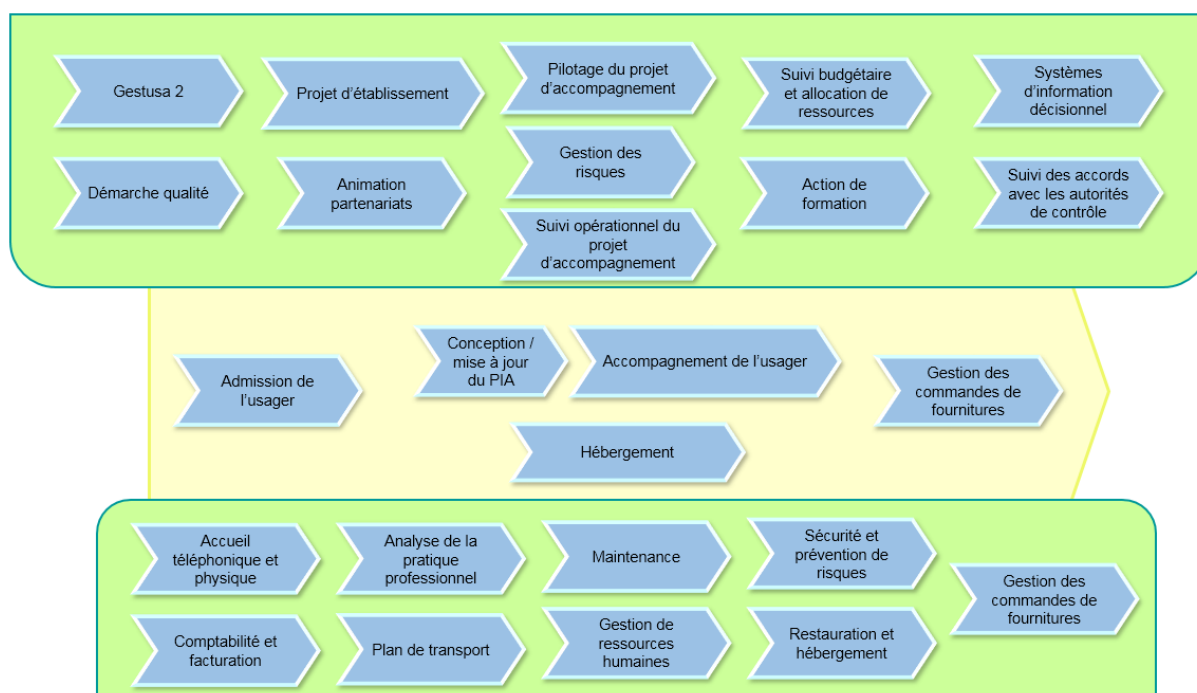 Gestusa 2
Projet d'établissement
Pilotage du projet
d'accompagnement
Suivi budgétaire
et allocation de
ressources
Systèmes
d'information
décisionnel
Démarche qualité
Animation
partenariats
Gestion des
risques
Action de
formation
Suivi des accords
avec les autorités
de contrôle
Suivi opérationnel du
projet
d'accompagnement
Admission de
l'usager
Conception /
mise à jour
du PIA
Accompagnement de l'usager
Gestion des
commandes de
fournitures
Hébergement
Accueil
téléphonique et
physique
Analyse de la
pratique
professionnel
Maintenance
Sécurité et
prévention de
risques
Gestion des
commandes de
fournitures
Comptabilité et
facturation
Plan de transport
Gestion de
ressources
humaines
Restauration et
hébergement